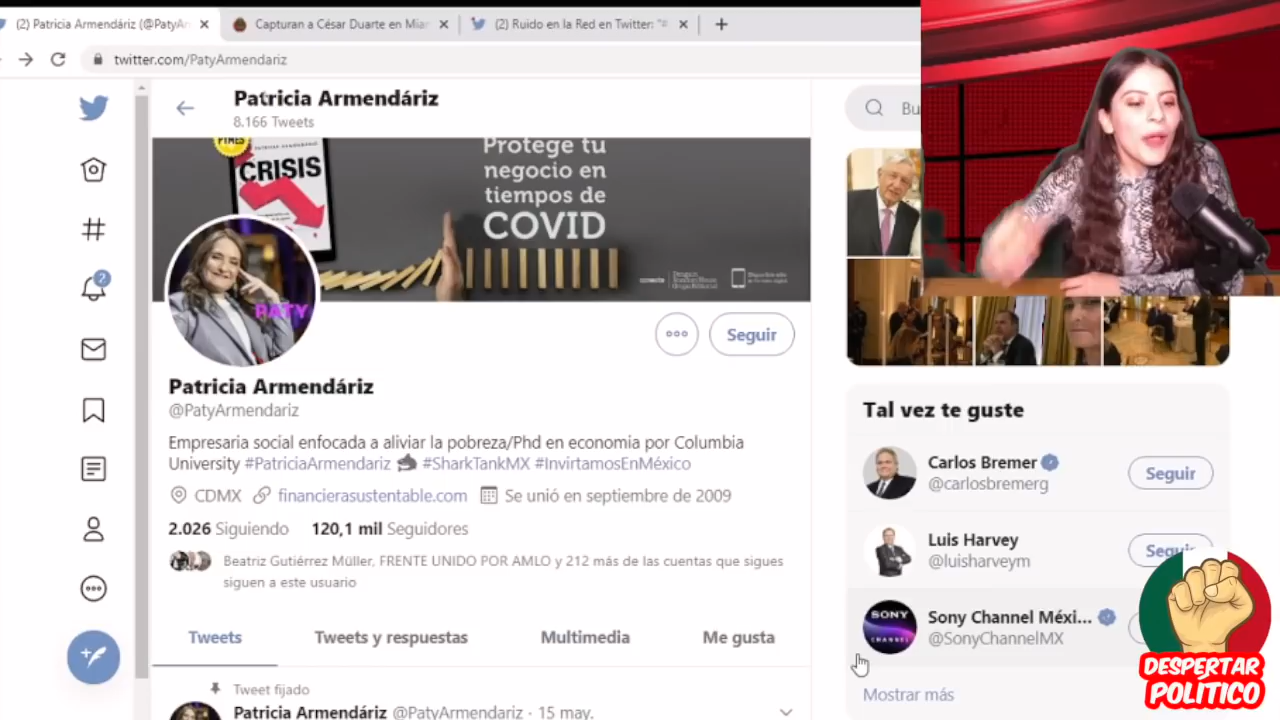 (2) Patricia Armendáriz (@PatyAr
Capturan a César Duarte en Miam
(2) Ruido en la Red en Twitter: "#
twitter.com/PatyArmendariz
Patricia Armendáriz
8.166 Tweets
Bu
PYMES
CRISIS
Protege tu
negocio en
tiempos de
COVID
PATY
Seguir
Patricia Armendáriz
@PatyArmendariz
Empresaria social enfocada a aliviar la pobreza/Phd en economia por Columbia
University #PatriciaArmendariz #SharkTankMX #InvirtamosEnMéxico
CDMX financierasustentable.com Se unió en septiembre de 2009
2.026 Siguiendo 120,1 mil Seguidores
Beatriz Gutiérrez Müller, FRENTE UNIDO POR AMLO y 212 más de las cuentas que sigues
siguen a este usuario
Tweets Tweets y respuestas Multimedia Me gusta
Tweet fijado
Patricia Armendáriz @PatyArmendariz · 15 may.
Tal vez te guste
Carlos Bremer
@carlosbremerg
Seguir
Luis Harvey
@luisharveym
Seguir
Sony Channel Méxi...
@SonyChannelMX
SONY
CHANNEL
Mostrar más
2
DESPERTAR
POLÍTICO